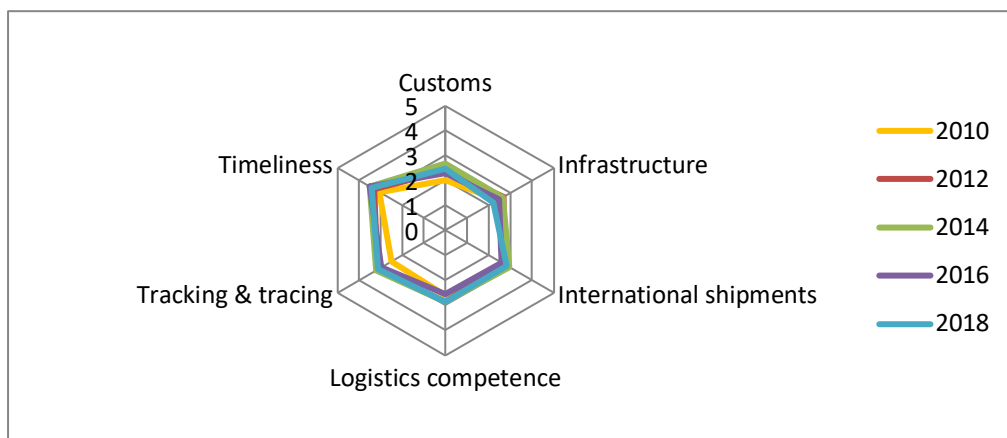 Customs
5
4
3
2
1
0
Timeliness
Infrastructure
Tracking & tracing
International shipments
Logistics competence
2010
2012
2014
2016
2018